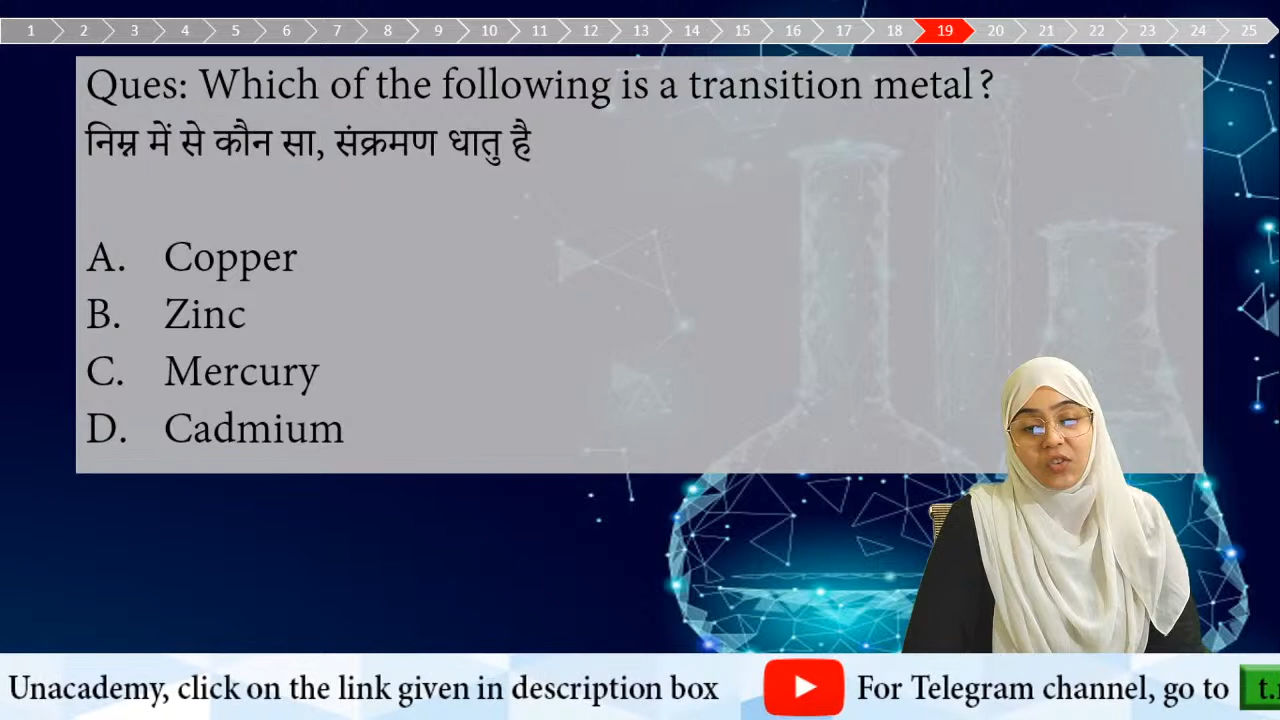 1 2 3 4 5 6 7 8 9 10 11 12 13 14 15 16 17 18 19 20 21 22 23 24 25
Ques: Which of the following is a transition metal?
निम्न में से कौन सा, संक्रमण धातु है
A. Copper
B. Zinc
C. Mercury
D. Cadmium
Unacademy, click on the link given in description box For Telegram channel, go to